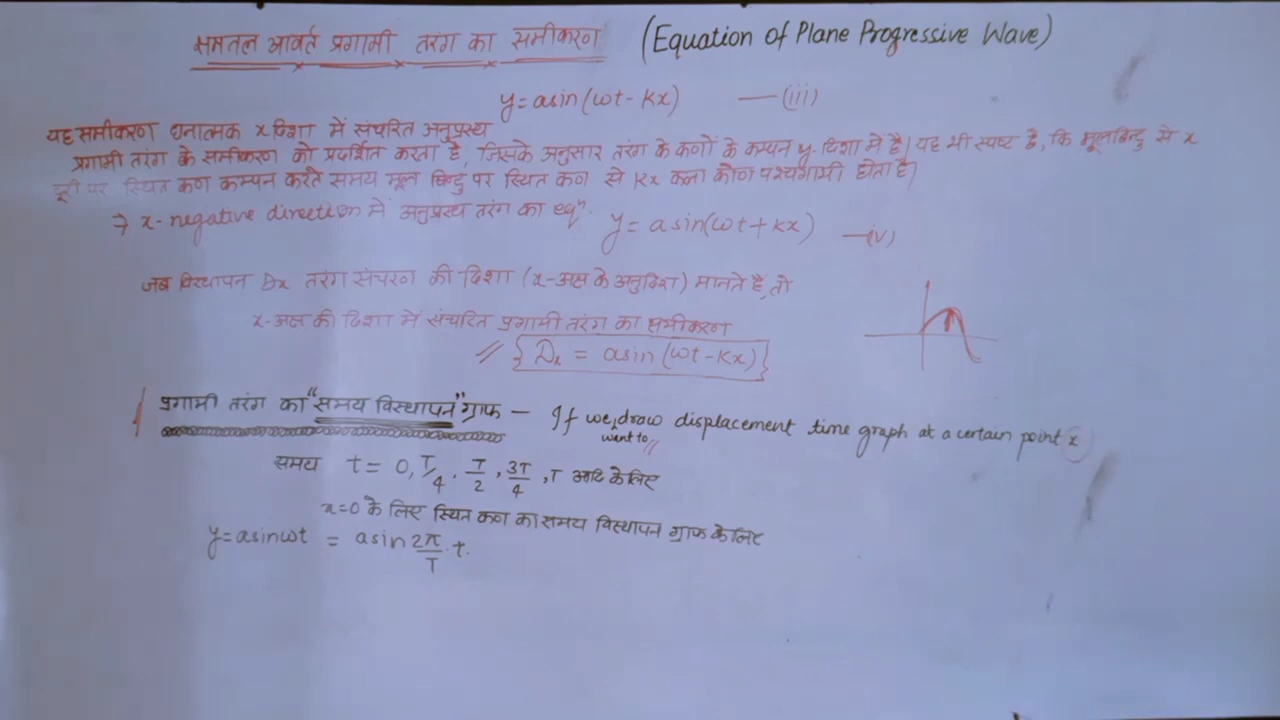 समतल आवर्त प्रगामी तरंग का समीकरण (Equation Of Plane Progressive Wave)
y = asin(ωt - Kx) — (iii)
यह समीकरण धनात्मक x दिशा में संचरित अनुप्रस्थ
प्रगामी तरंग के समीकरण को प्रदर्शित करता है, जिसके अनुसार तरंग के कणों के कम्पन y-दिशा में है। यह भी स्पष्ट है, कि मूलबिन्दु से x
दूरी पर स्थित कण कम्पन करते समय मूल बिन्दु पर स्थित कण से Kx कला कोण पश्चगामी होता है।
→ x-negative direction में अनुप्रस्थ तरंग का eqⁿ. y = a sin(ωt + Kx) —(iv)
जब विस्थापन Dx तरंग संचरण की दिशा (x-अक्ष के अनुदिश) मानते हैं, तो
x-अक्ष की दिशा में संचरित प्रगामी तरंग का समीकरण
// { Dx = asin (ωt - Kx) }
प्रगामी तरंग का "समय विस्थापन" ग्राफ — If we want to draw displacement time graph at a certain point x
समय t = 0, T/4, T/2, 3T/4, T आदि के लिए
x=0 के लिए स्थित कण का समय विस्थापन ग्राफ के लिए
y = asinωt = asin 2π/T . t.